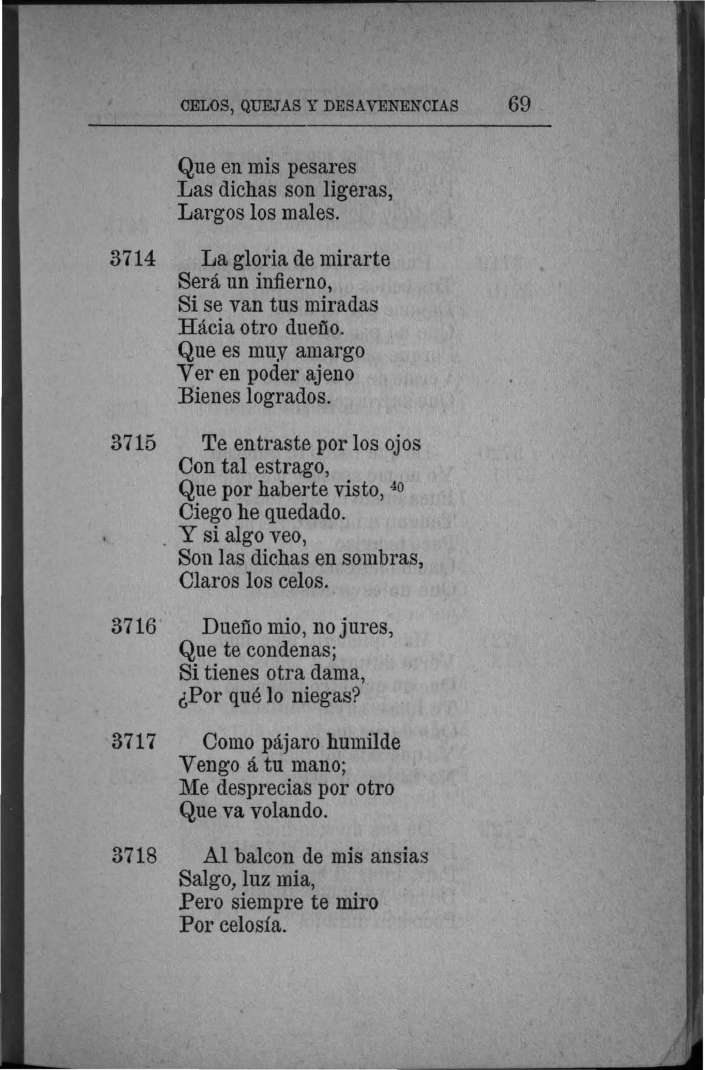 CELOS, QUEJAS Y DESAVENENCIAS 69
Que en mis pesares
Las dichas son ligeras,
Largos los males.
3714 La gloria de mirarte
Será un infierno,
Si se van tus miradas
Hácia otro dueño.
Que es muy amargo
Ver en poder ajeno
Bienes logrados.
3715 Te entraste por los ojos
Con tal estrago,
Que por haberte visto, 40
Ciego he quedado.
Y si algo veo,
Son las dichas en sombras,
Claros los celos.
3716 Dueño mio, no jures,
Que te condenas;
Si tienes otra dama,
¿Por qué lo niegas?
3717 Como pájaro humilde
Vengo á tu mano;
Me desprecias por otro
Que va volando.
3718 Al balcon de mis ansias
Salgo, luz mia,
Pero siempre te miro
Por celosía.